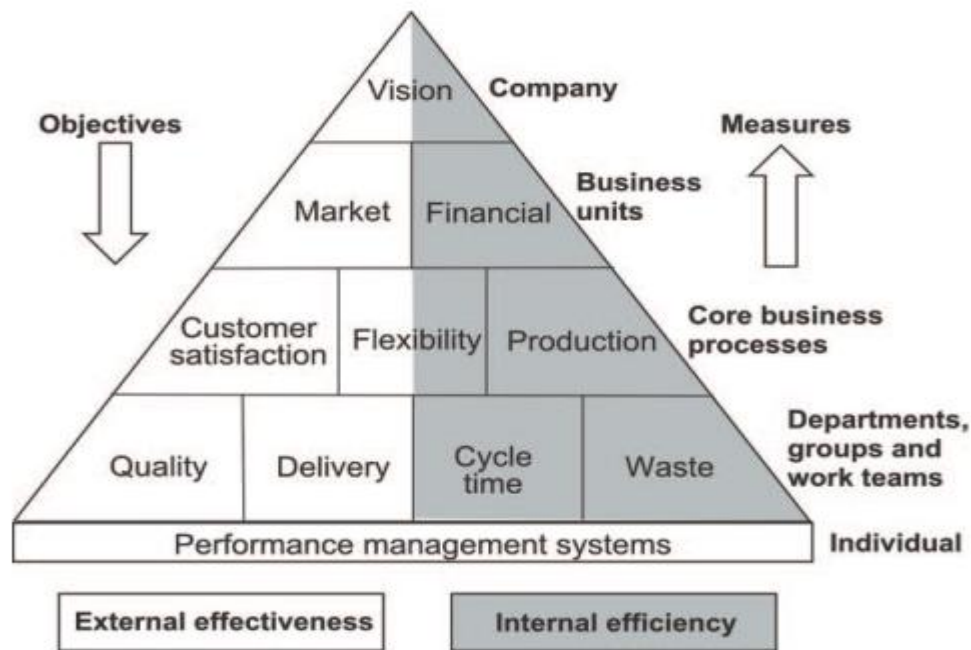 Vision
Company
Objectives
Measures
Market
Financial
Business
units
Customer
satisfaction
Flexibility
Production
Core business
processes
Quality
Delivery
Cycle
time
Waste
Departments,
groups and
work teams
Performance management systems
Individual
External effectiveness
Internal efficiency